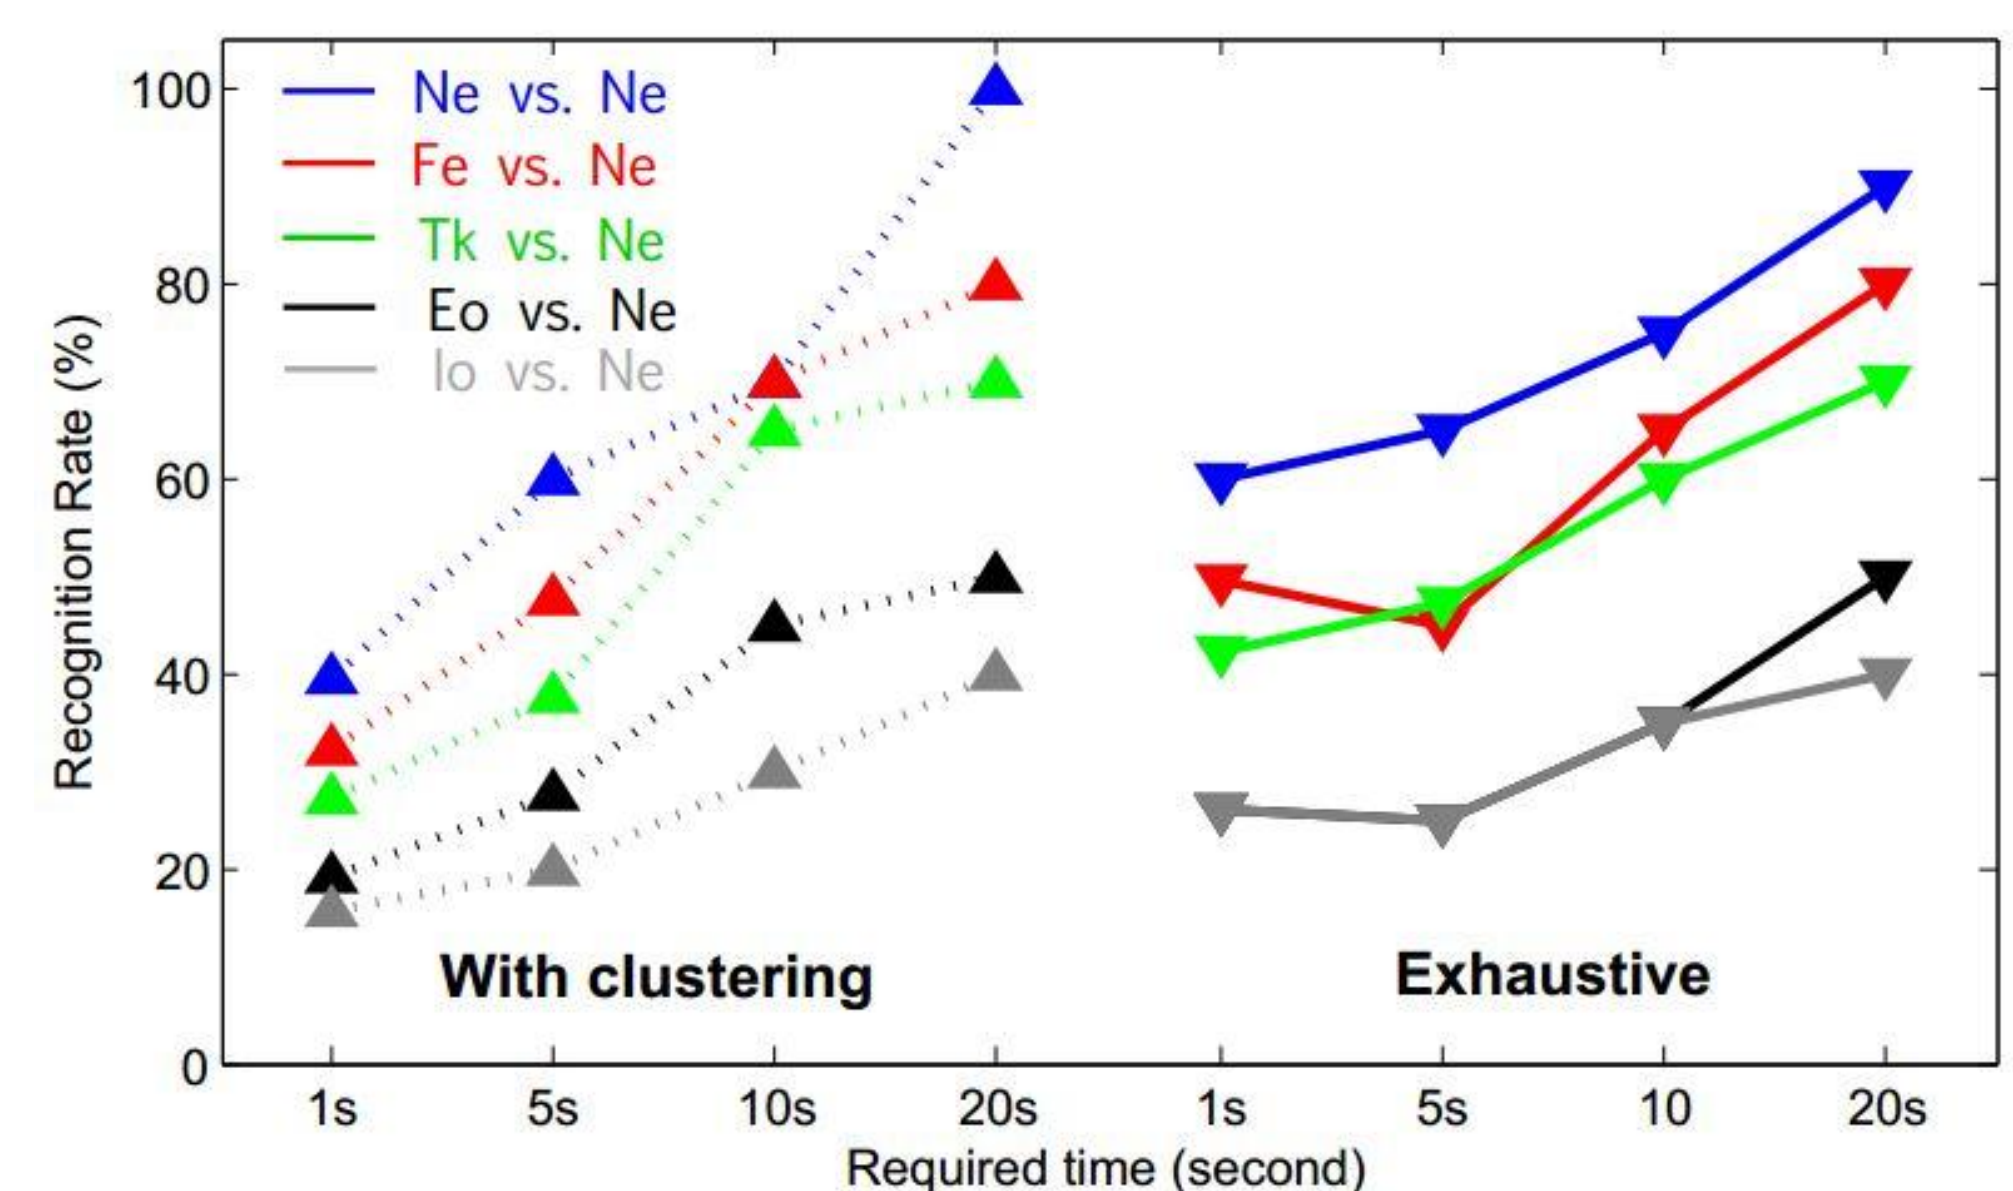 Recognition Rate (%)
100
80
60
40
20
0
Ne vs. Ne
Fe vs. Ne
Tk vs. Ne
Eo vs. Ne
Io vs. Ne
With clustering
Exhaustive
1s 5s 10s 20s 1s 5s 10 20s
Required time (second)